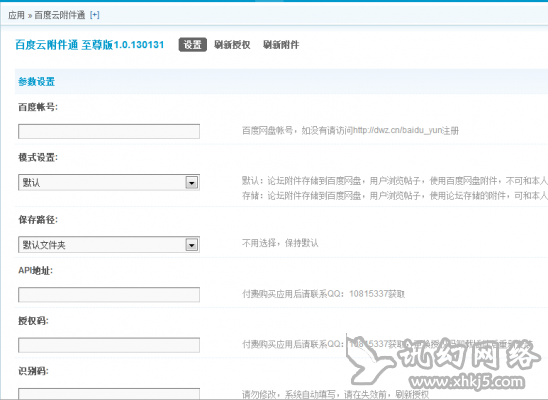 应用 » 百度云附件通 [+]
百度云附件通 至尊版1.0.130131 设置 刷新授权 刷新附件
参数设置
百度帐号:
百度网盘帐号，如没有请访问http://dwz.cn/baidu_yun注册
模式设置:
默认
默认：论坛附件存储到百度网盘，用户浏览帖子，使用百度网盘附件，不可和本人
存储：论坛附件存储到百度网盘，用户浏览帖子，使用论坛存储的附件，可和本人
保存路径:
默认文件夹
不用选择，保持默认
API地址:
付费购买应用后请联系QQ：10815337获取
授权码:
付费购买应用后请联系QQ：10815337获取
识别码:
请勿修改，系统自动填写，请在失效前，刷新授权
讯幻网络
www.xhkj5.com